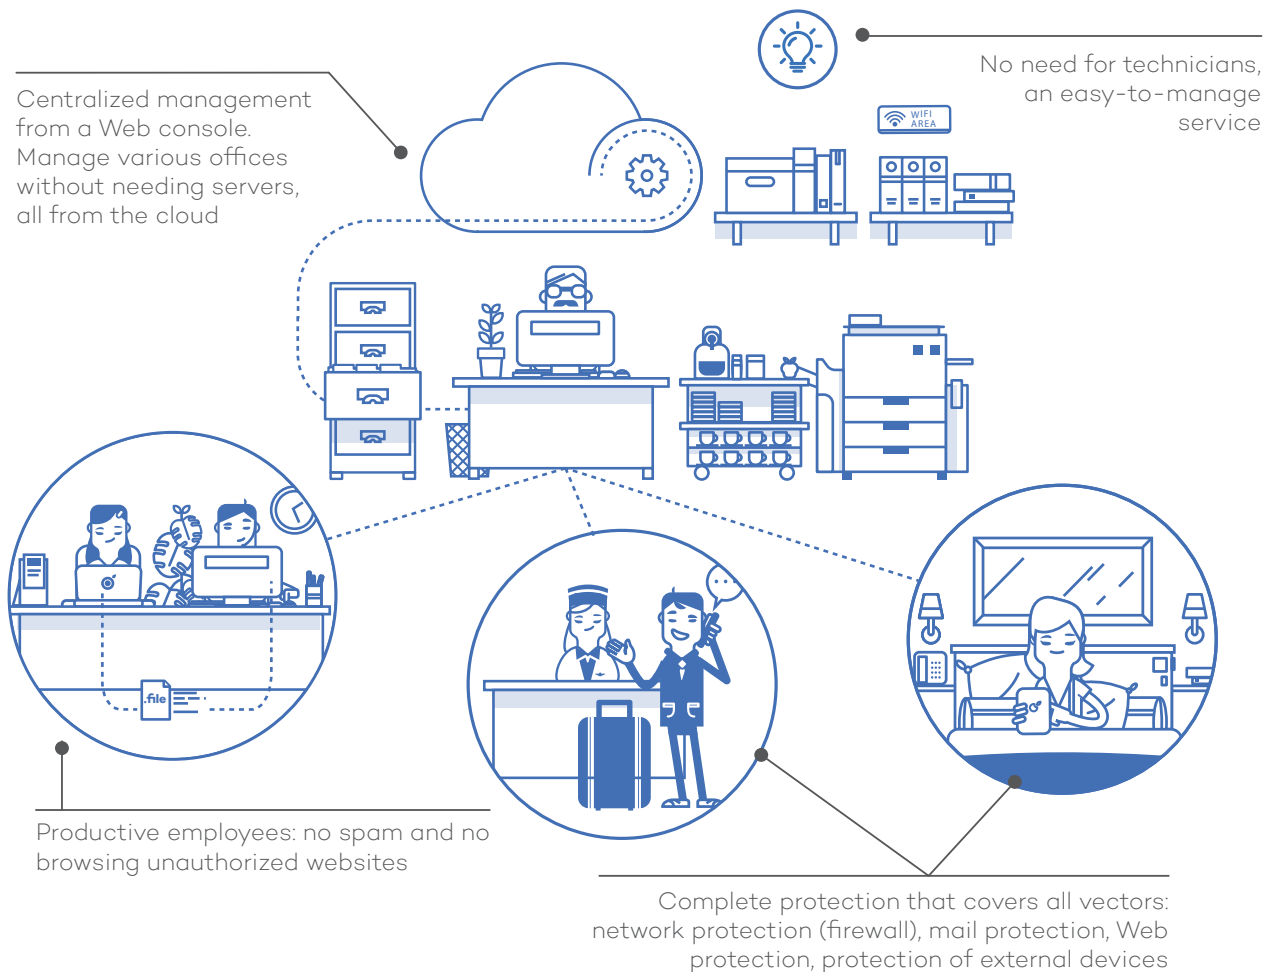 No need for technicians,
an easy-to-manage
service
Centralized management
from a Web console.
Manage various offices
without needing servers,
all from the cloud
WIFI
AREA
.file
Productive employees: no spam and no
browsing unauthorized websites
Complete protection that covers all vectors:
network protection (firewall), mail protection, Web
protection, protection of external devices